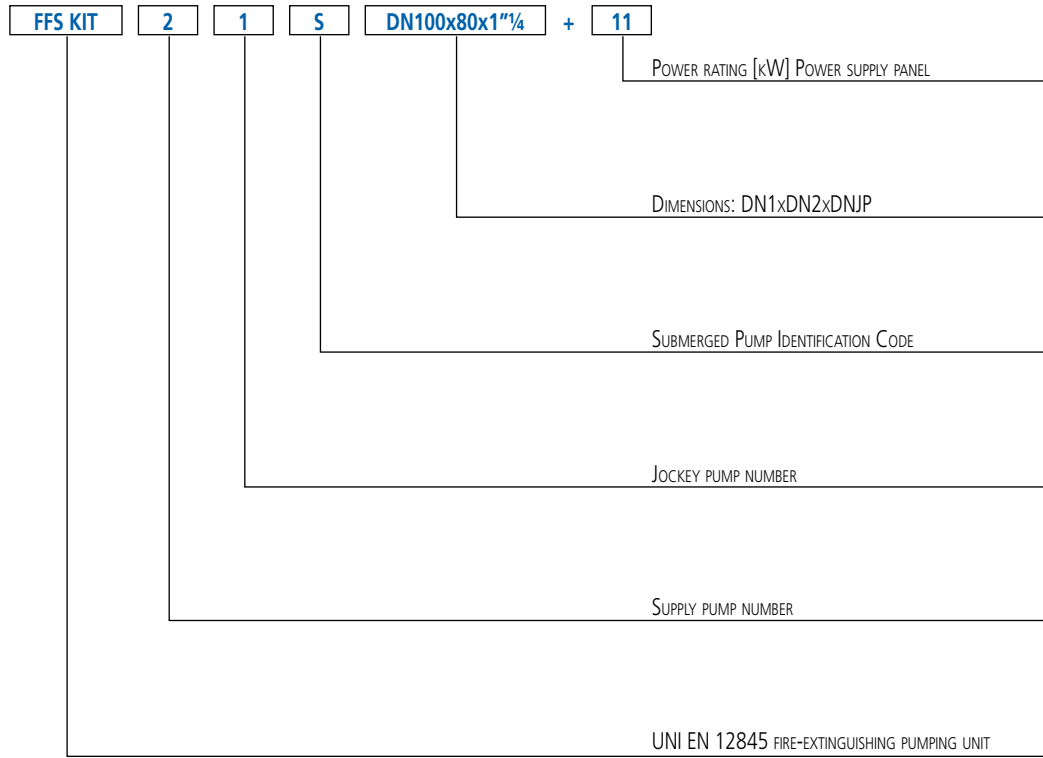 FFS KIT 2 1 S DN100x80x1"¼ + 11
Power rating [kW] Power supply panel
Dimensions: DN1xDN2xDNJP
Submerged Pump Identification Code
Jockey pump number
Supply pump number
UNI EN 12845 fire-extinguishing pumping unit